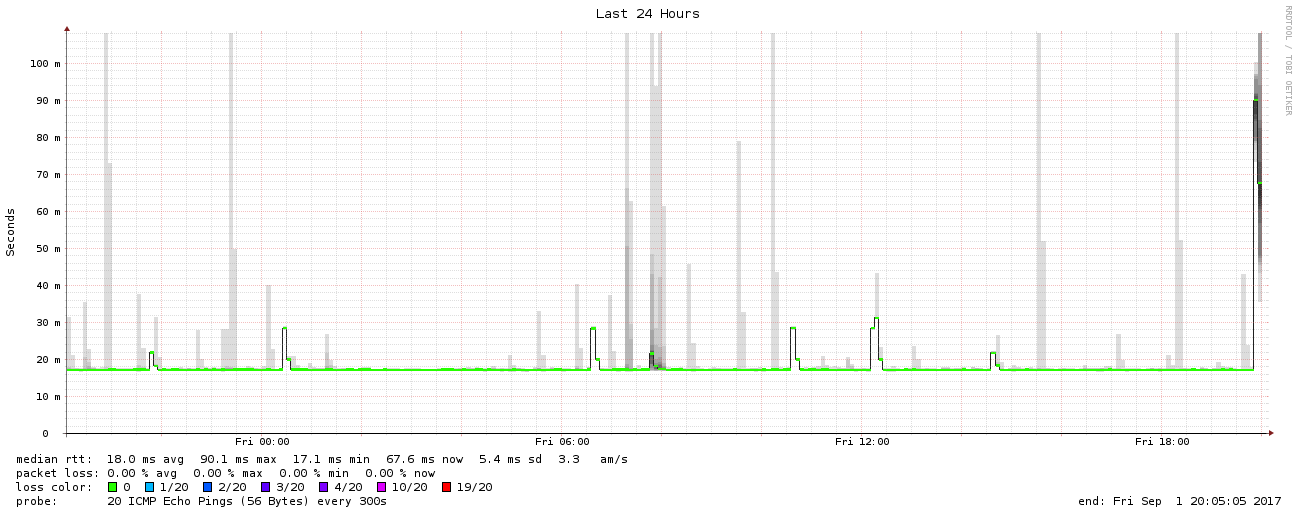 Last 24 Hours
RRDTOOL / TOBI OETIKER
Seconds
100 m
90 m
80 m
70 m
60 m
50 m
40 m
30 m
20 m
10 m
0
Fri 00:00 Fri 06:00 Fri 12:00 Fri 18:00
median rtt: 18.0 ms avg 90.1 ms max 17.1 ms min 67.6 ms now 5.4 ms sd 3.3 am/s
packet loss: 0.00 % avg 0.00 % max 0.00 % min 0.00 % now
loss color: 0 1/20 2/20 3/20 4/20 10/20 19/20
probe: 20 ICMP Echo Pings (56 Bytes) every 300s end: Fri Sep 1 20:05:05 2017